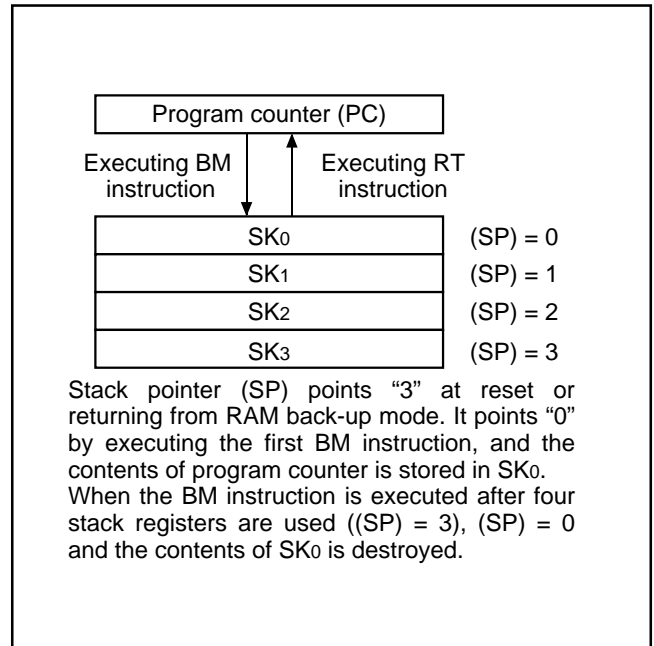 Program counter (PC)
Executing BM instruction
Executing RT instruction
SK0 (SP) = 0
SK1 (SP) = 1
SK2 (SP) = 2
SK3 (SP) = 3
Stack pointer (SP) points “3” at reset or
returning from RAM back-up mode. It points “0”
by executing the first BM instruction, and the
contents of program counter is stored in SK0.
When the BM instruction is executed after four
stack registers are used ((SP) = 3), (SP) = 0
and the contents of SK0 is destroyed.